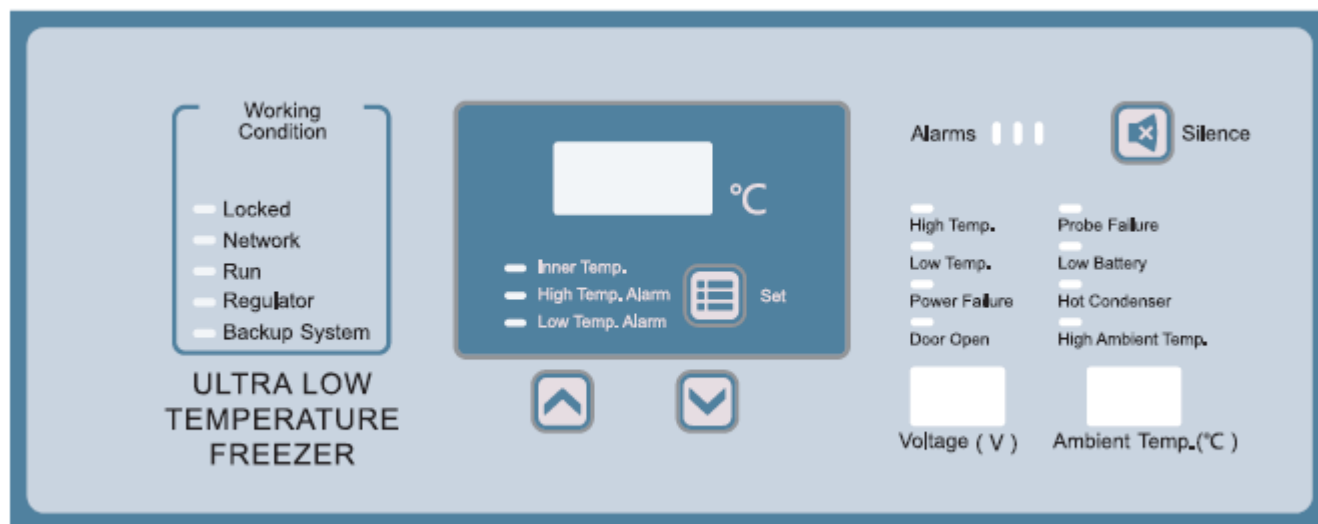 Working
Condition
Locked
Network
Run
Regulator
Backup System
ULTRA LOW
TEMPERATURE
FREEZER
℃
Inner Temp.
High Temp. Alarm
Low Temp. Alarm
Set
Alarms
Silence
High Temp.
Probe Failure
Low Temp.
Low Battery
Power Failure
Hot Condenser
Door Open
High Ambient Temp.
Voltage ( V )
Ambient Temp.(℃ )